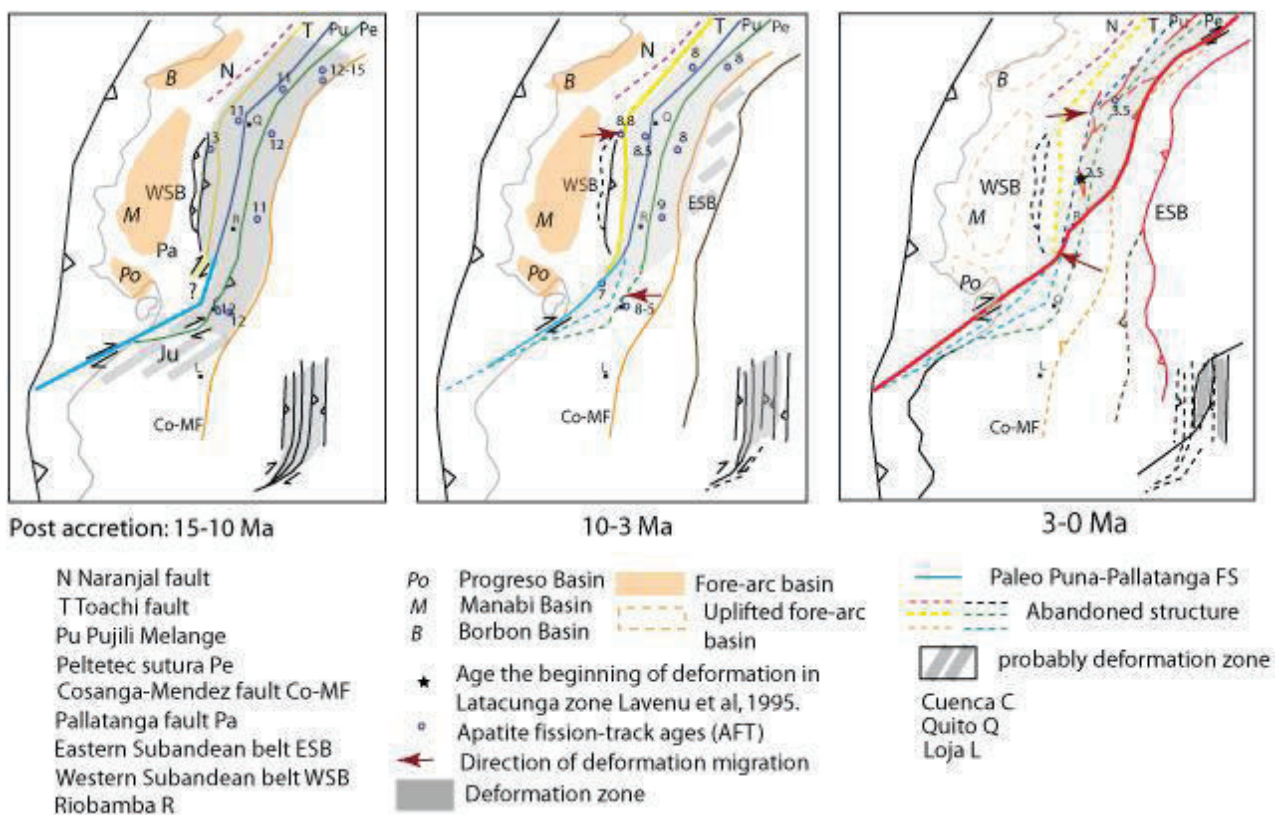 N T Pu Pe
B
12-15
11
11
Q
13
12
WSB
M
R
11
Pa
Po
?
12
12
Ju
L
Co-MF
N T Pu Pe
B
8
8
8,8
Q
8,5
8
WSB
ESB
M
R
9
Po
7
8-5
L
Co-MF
N T Pu Pe
B
3,5
WSB
2,5
M
R
ESB
Po
L
Co-MF
Post accretion: 15-10 Ma
10-3 Ma
3-0 Ma
N Naranjal fault
T Toachi fault
Pu Pujili Melange
Peltetec sutura Pe
Cosanga-Mendez fault Co-MF
Pallatanga fault Pa
Eastern Subandean belt ESB
Western Subandean belt WSB
Riobamba R
Po Progreso Basin
M Manabi Basin
B Borbon Basin
Fore-arc basin
Uplifted fore-arc
basin
Age the beginning of deformation in
Latacunga zone Lavenu et al, 1995.
Apatite fission-track ages (AFT)
Direction of deformation migration
Deformation zone
Paleo Puna-Pallatanga FS
Abandoned structure
probably deformation zone
Cuenca C
Quito Q
Loja L